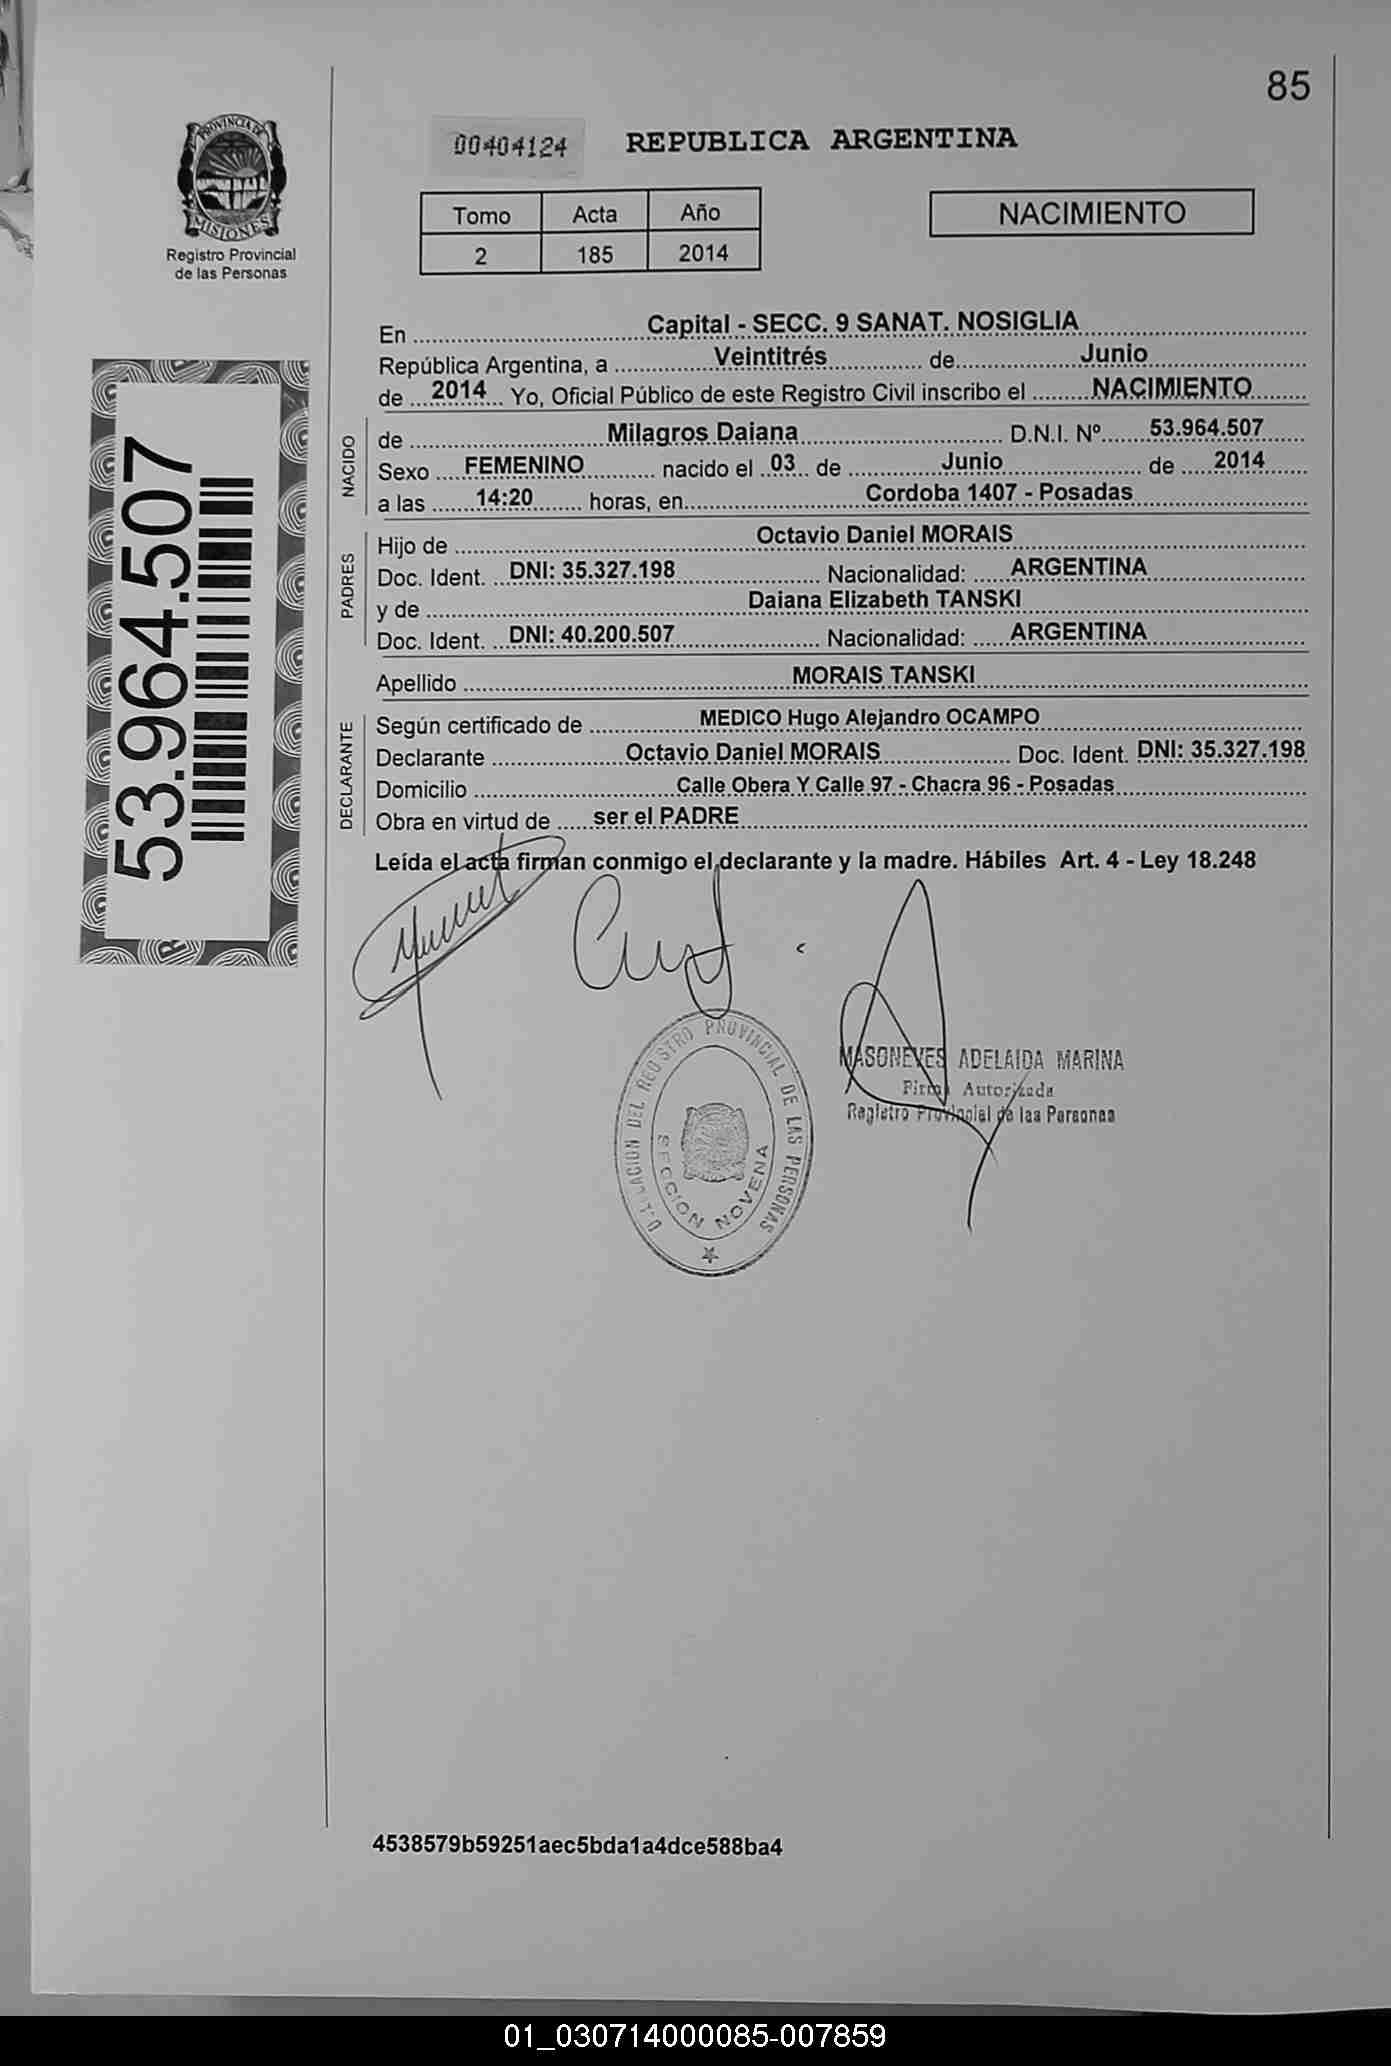 85
PROVINCIA DE
MISIONES
Registro Provincial
de las Personas
00404124
REPUBLICA ARGENTINA
Tomo Acta Año
2 185 2014
NACIMIENTO
53.964.507
En Capital - SECC. 9 SANAT. NOSIGLIA
República Argentina, a Veintitrés de Junio
de 2014 Yo, Oficial Público de este Registro Civil inscribo el NACIMIENTO
NACIDO
de Milagros Daiana D.N.I. Nº 53.964.507
Sexo FEMENINO nacido el 03 de Junio de 2014
a las 14:20 horas, en Cordoba 1407 - Posadas
PADRES
Hijo de Octavio Daniel MORAIS
Doc. Ident. DNI: 35.327.198 Nacionalidad: ARGENTINA
y de Daiana Elizabeth TANSKI
Doc. Ident. DNI: 40.200.507 Nacionalidad: ARGENTINA
Apellido MORAIS TANSKI
DECLARANTE
Según certificado de MEDICO Hugo Alejandro OCAMPO
Declarante Octavio Daniel MORAIS Doc. Ident. DNI: 35.327.198
Domicilio Calle Obera Y Calle 97 - Chacra 96 - Posadas
Obra en virtud de ser el PADRE
Leída el acta firman conmigo el declarante y la madre. Hábiles Art. 4 - Ley 18.248
DEL REGISTRO PROVINCIAL DE LAS PERSONAS
SECCION NOVENA
MASONEVES ADELAIDA MARINA
Firma Autorizada
Registro Provincial de las Personas
4538579b59251aec5bda1a4dce588ba4
01_030714000085-007859